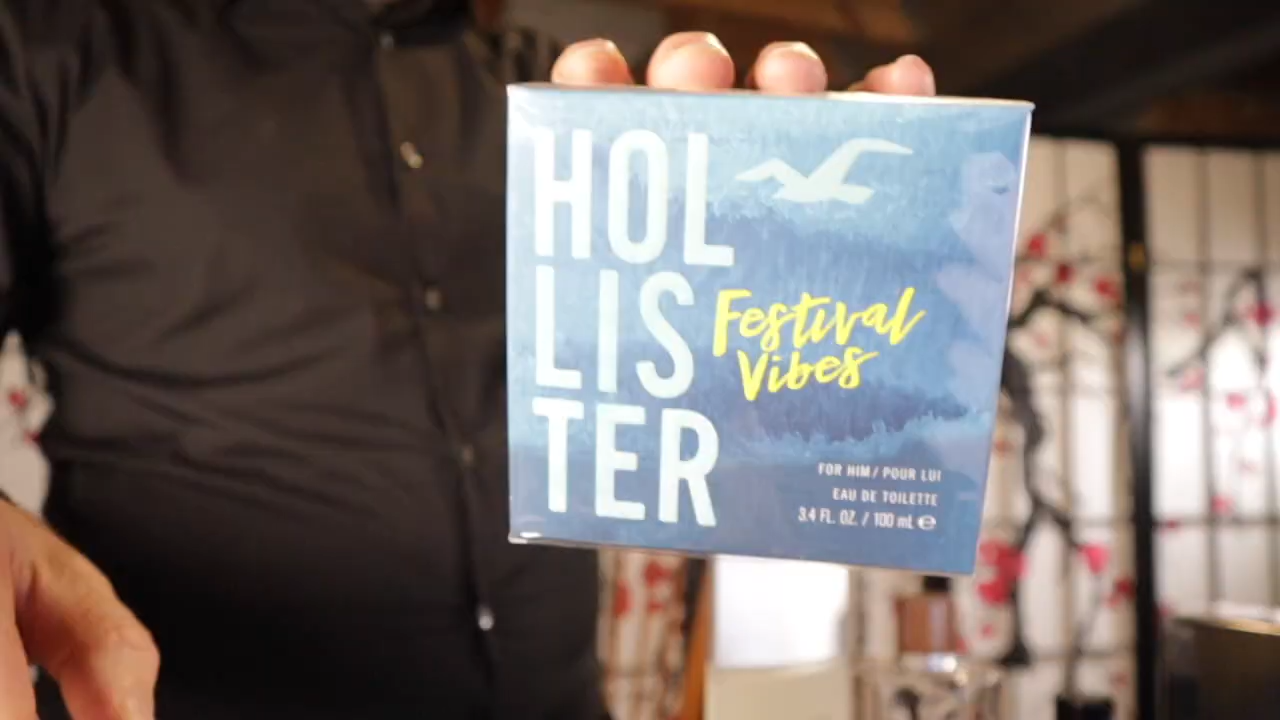 HOL
LIS
TER
Festival
Vibes
FOR HIM / POUR LUI
EAU DE TOILETTE
3.4 FL. OZ. / 100 mL ℮